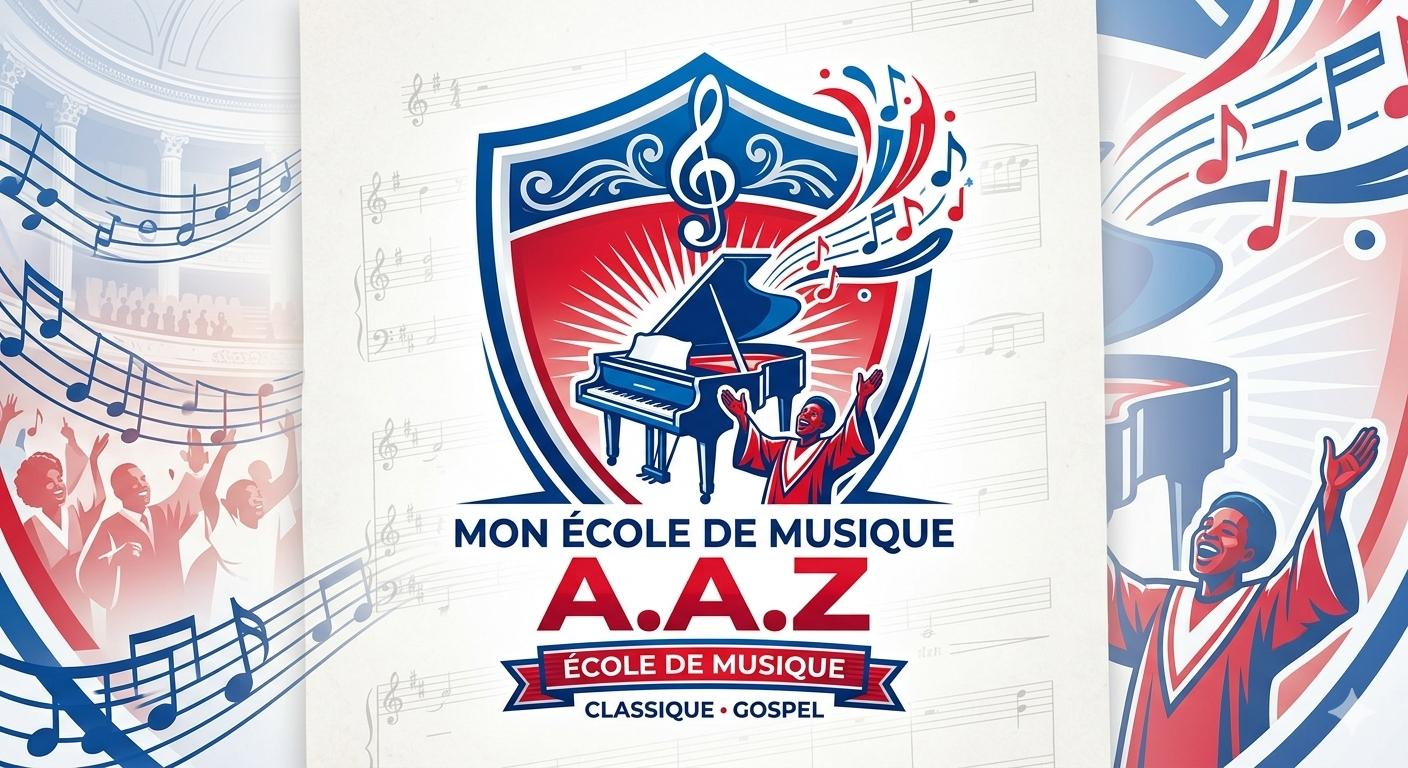 MON ÉCOLE DE MUSIQUE
A.A.Z
ÉCOLE DE MUSIQUE
CLASSIQUE • GOSPEL